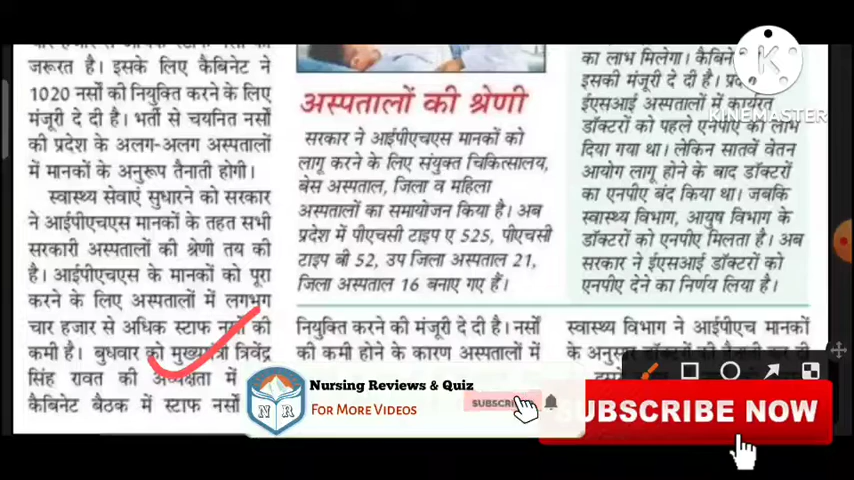 जरूरत है। इसके लिए कैबिनेट ने
1020 नर्सों की नियुक्ति करने के लिए
मंजूरी दे दी है। भर्ती से चयनित नर्सों
की प्रदेश के अलग-अलग अस्पतालों
में मानकों के अनुरूप तैनाती होगी।
स्वास्थ्य सेवाएं सुधारने को सरकार
ने आईपीएचएस मानकों के तहत सभी
सरकारी अस्पतालों की श्रेणी तय की
है। आईपीएचएस के मानकों को पूरा
करने के लिए अस्पतालों में लगभग
चार हजार से अधिक स्टाफ नर्सों की
कमी है। बुधवार को मुख्यमंत्री त्रिवेंद्र
सिंह रावत की अध्यक्षता में
कैबिनेट बैठक में स्टाफ नर्सों
अस्पतालों की श्रेणी
सरकार ने आईपीएचएस मानकों को
लागू करने के लिए संयुक्त चिकित्सालय,
बेस अस्पताल, जिला व महिला
अस्पतालों का समायोजन किया है। अब
प्रदेश में पीएचसी टाइप ए 525, पीएचसी
टाइप बी 52, उप जिला अस्पताल 21,
जिला अस्पताल 16 बनाए गए हैं।
नियुक्ति करने की मंजूरी दे दी है। नर्सों
की कमी होने के कारण अस्पतालों में
का लाभ मिलेगा। कैबिने
इसकी मंजूरी दे दी है। प्रदे
ईएसआई अस्पतालों में कार्यरत
डॉक्टरों को पहले एनपीए का लाभ
दिया गया था। लेकिन सातवें वेतन
आयोग लागू होने के बाद डॉक्टरों
का एनपीए बंद किया था। जबकि
स्वास्थ्य विभाग, आयुष विभाग के
डॉक्टरों को एनपीए मिलता है। अब
सरकार ने ईएसआई डॉक्टरों को
एनपीए देने का निर्णय लिया है।
स्वास्थ्य विभाग ने आईपीएच मानकों
के अनुसार डॉक्टरों की तैनाती कर दी
KINEMASTER
Nursing Reviews & Quiz
FOR MORE VIDEOS
N R
SUBSCRI
SUBSCRIBE NOW